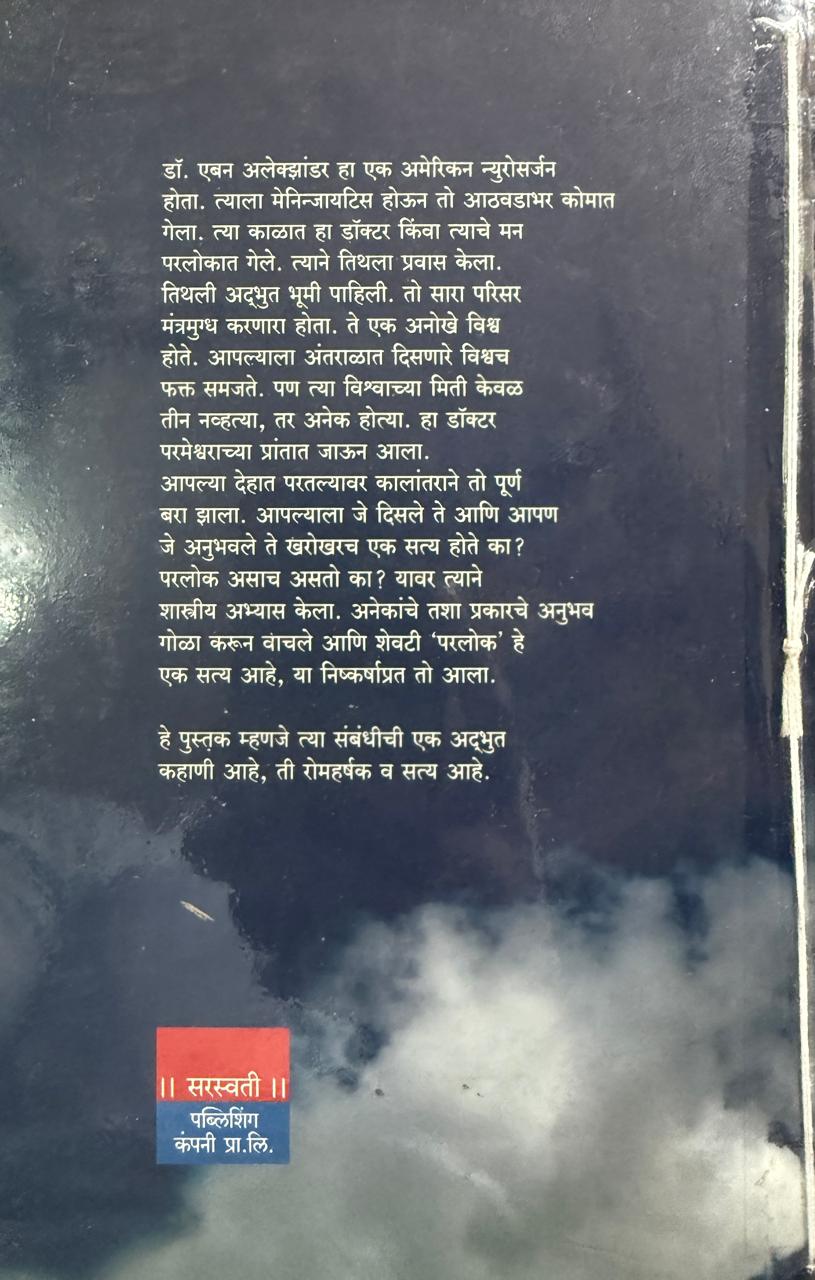 डॉ. एबन अलेक्झांडर हा एक अमेरिकन न्युरोसर्जन
होता. त्याला मेनिन्जायटिस होऊन तो आठवडाभर कोमात
गेला. त्या काळात हा डॉक्टर किंवा त्याचे मन
परलोकात गेले. त्याने तिथला प्रवास केला.
तिथली अद्‌भुत भूमी पाहिली. तो सारा परिसर
मंत्रमुग्ध करणारा होता. ते एक अनोखे विश्व
होते. आपल्याला अंतराळात दिसणारे विश्वच
फक्त समजते. पण त्या विश्वाच्या मिती केवळ
तीन नव्हत्या, तर अनेक होत्या. हा डॉक्टर
परमेश्वराच्या प्रांतात जाऊन आला.
आपल्या देहात परतल्यावर कालांतराने तो पूर्ण
बरा झाला. आपल्याला जे दिसले ते आणि आपण
जे अनुभवले ते खरोखरच एक सत्य होते का?
परलोक असाच असतो का? यावर त्याने
शास्त्रीय अभ्यास केला. अनेकांचे तशा प्रकारचे अनुभव
गोळा करून वाचले आणि शेवटी ‘परलोक’ हे
एक सत्य आहे, या निष्कर्षाप्रत तो आला.
हे पुस्तक म्हणजे त्या संबंधीची एक अद्‌भुत
कहाणी आहे, ती रोमहर्षक व सत्य आहे.
।। सरस्वती ।।
पब्लिशिंग
कंपनी प्रा.लि.